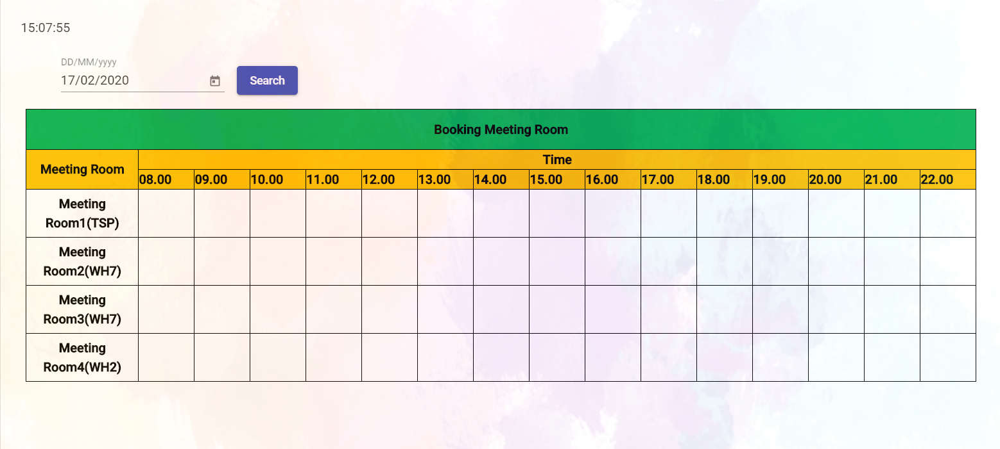 15:07:55
DD/MM/yyyy
17/02/2020
Search
Booking Meeting Room
Meeting Room
Time
08.00 09.00 10.00 11.00 12.00 13.00 14.00 15.00 16.00 17.00 18.00 19.00 20.00 21.00 22.00
Meeting
Room1(TSP)
Meeting
Room2(WH7)
Meeting
Room3(WH7)
Meeting
Room4(WH2)